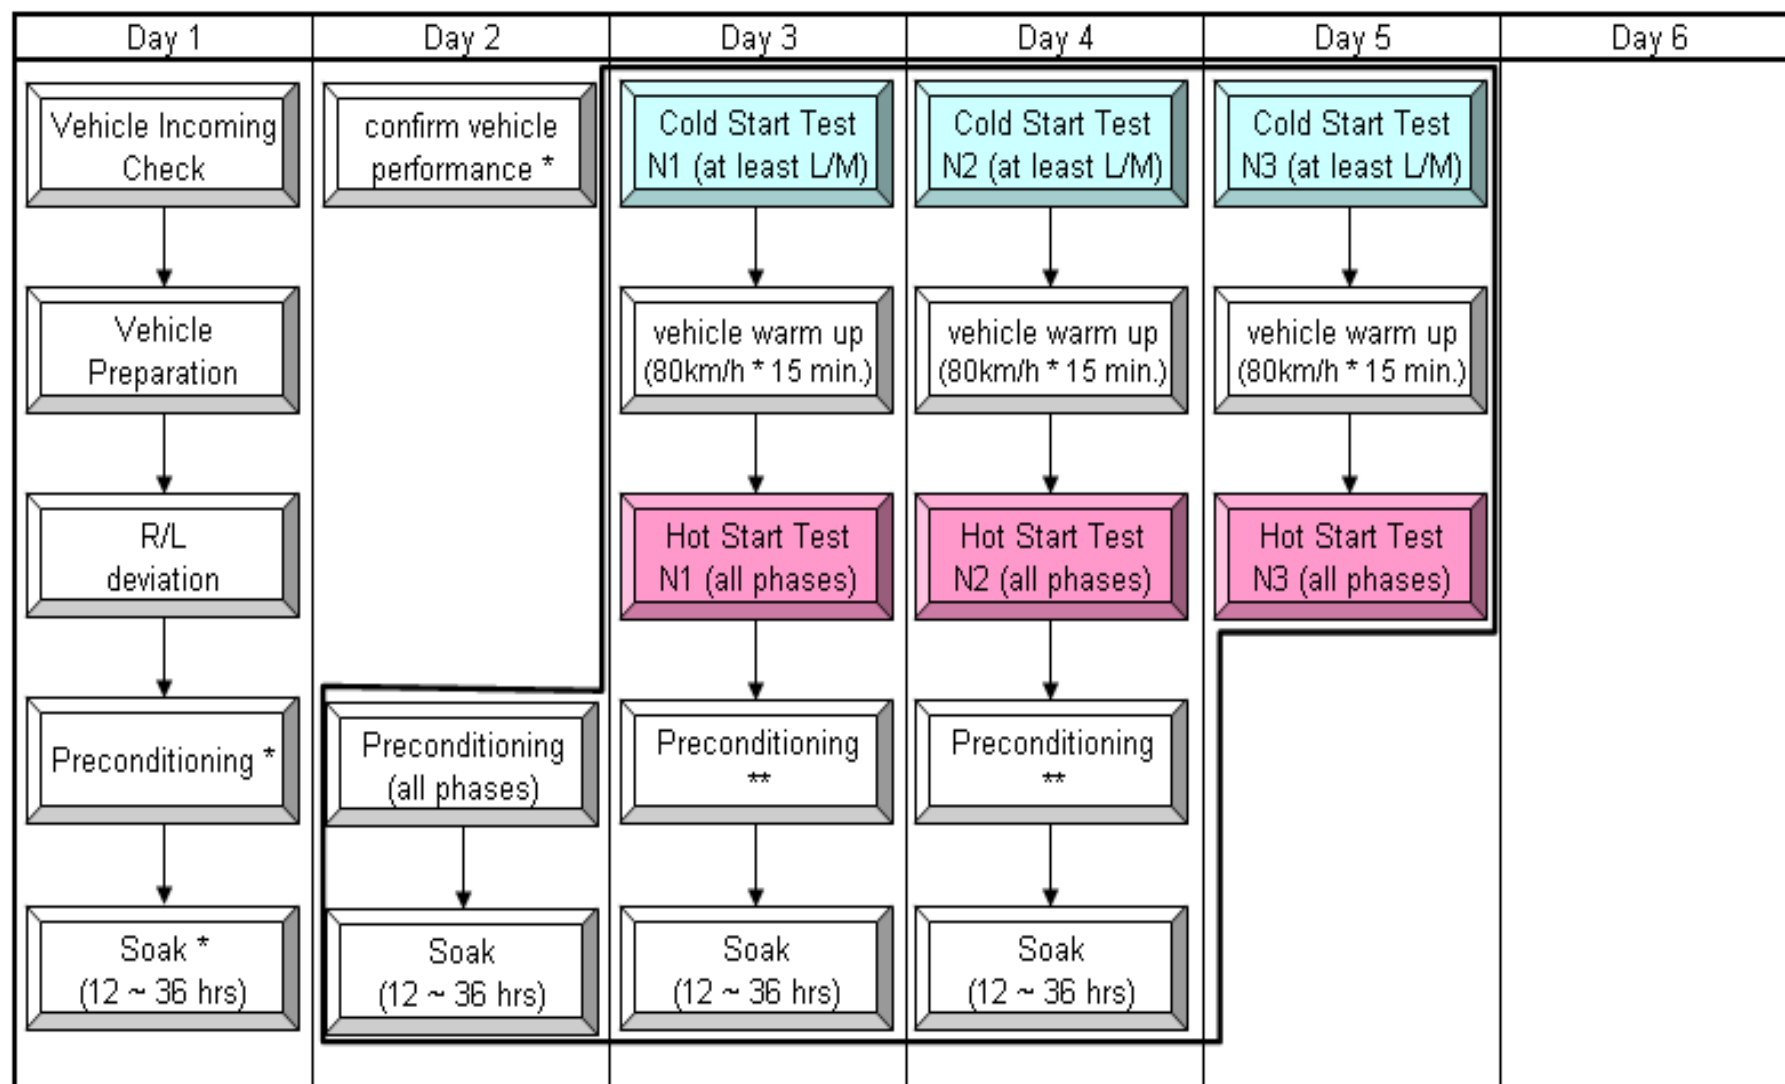 Day 1
Day 2
Day 3
Day 4
Day 5
Day 6
Vehicle Incoming
Check
Vehicle
Preparation
R/L
deviation
Preconditioning *
Soak *
(12 ~ 36 hrs)
confirm vehicle
performance *
Preconditioning
(all phases)
Soak
(12 ~ 36 hrs)
Cold Start Test
N1 (at least L/M)
vehicle warm up
(80km/h * 15 min.)
Hot Start Test
N1 (all phases)
Preconditioning
**
Soak
(12 ~ 36 hrs)
Cold Start Test
N2 (at least L/M)
vehicle warm up
(80km/h * 15 min.)
Hot Start Test
N2 (all phases)
Preconditioning
**
Soak
(12 ~ 36 hrs)
Cold Start Test
N3 (at least L/M)
vehicle warm up
(80km/h * 15 min.)
Hot Start Test
N3 (all phases)